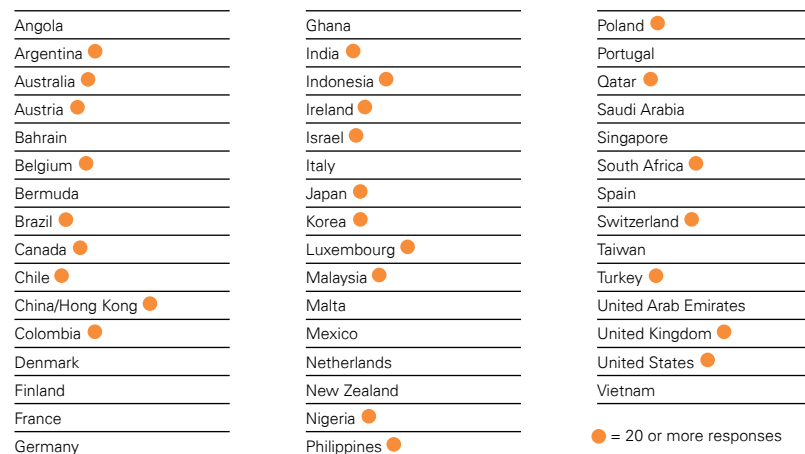 Angola
Argentina
Australia
Austria
Bahrain
Belgium
Bermuda
Brazil
Canada
Chile
China/Hong Kong
Colombia
Denmark
Finland
France
Germany
Ghana
India
Indonesia
Ireland
Israel
Italy
Japan
Korea
Luxembourg
Malaysia
Malta
Mexico
Netherlands
New Zealand
Nigeria
Philippines
Poland
Portugal
Qatar
Saudi Arabia
Singapore
South Africa
Spain
Switzerland
Taiwan
Turkey
United Arab Emirates
United Kingdom
United States
Vietnam
= 20 or more responses